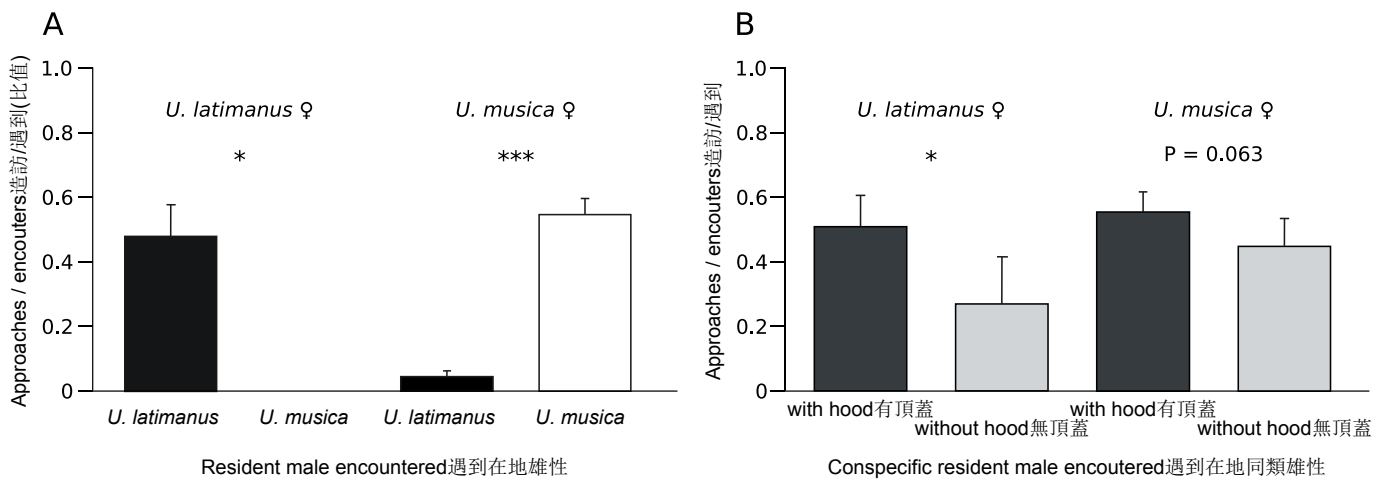 A
Approaches / encouters造訪/遇到(比值)
1.0
0.8
0.6
0.4
0.2
0
U. latimanus ♀
U. musica ♀
*
***
U. latimanus
U. musica
U. latimanus
U. musica
Resident male encountered遇到在地雄性
B
Approaches / encouters造訪/遇到
1.0
0.8
0.6
0.4
0.2
0
U. latimanus ♀
U. musica ♀
*
P = 0.063
with hood有頂蓋
without hood無頂蓋
with hood有頂蓋
without hood無頂蓋
Conspecific resident male encoutered遇到在地同類雄性